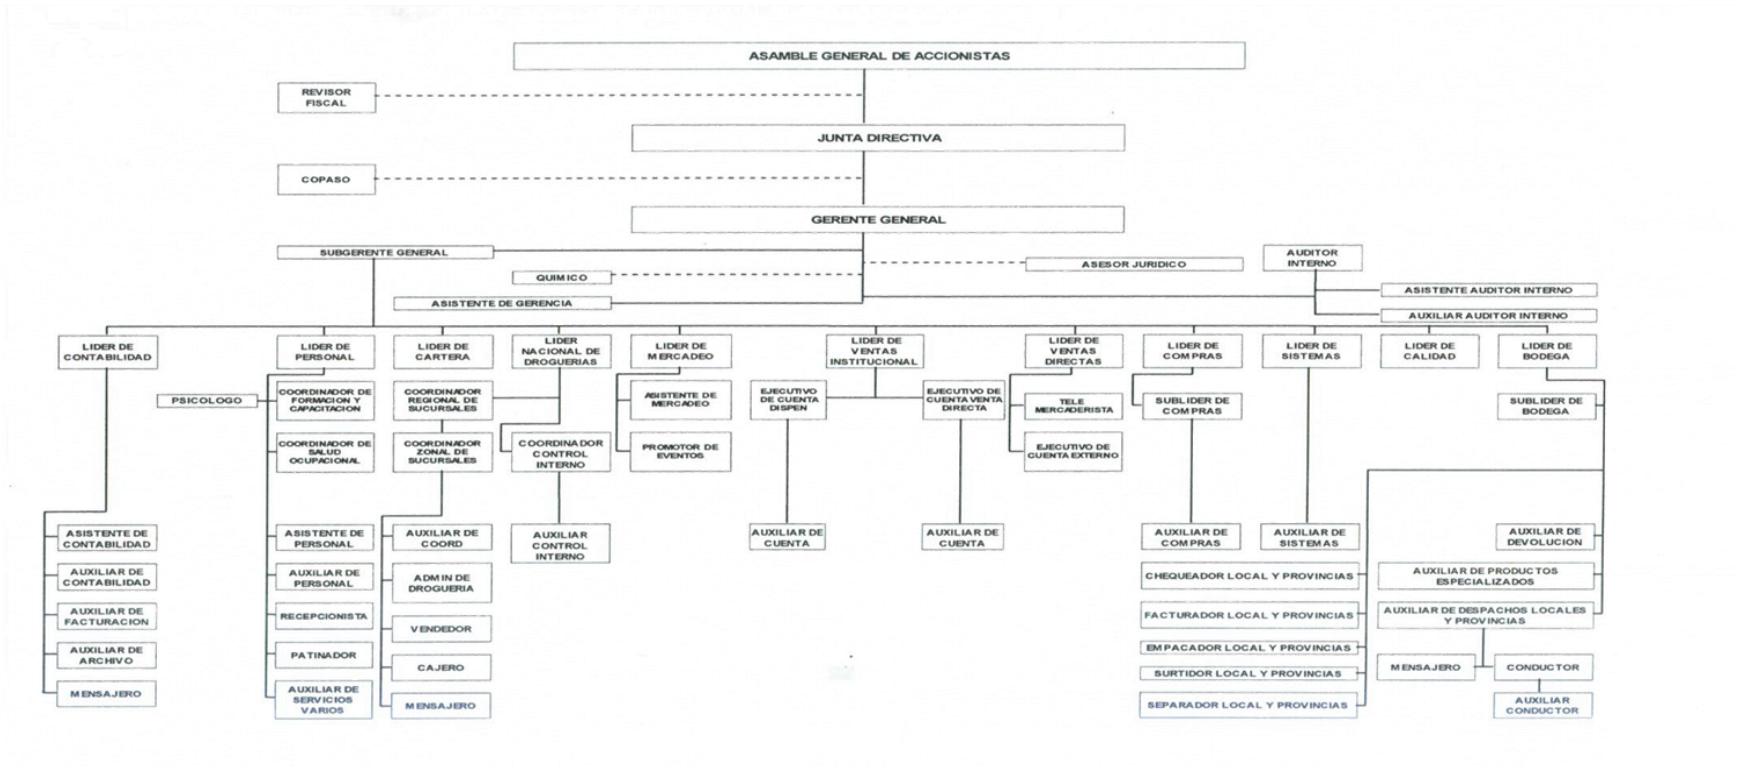 ASAMBLE GENERAL DE ACCIONISTAS
REVISOR
FISCAL
JUNTA DIRECTIVA
COPASO
GERENTE GENERAL
SUBGERENTE GENERAL
QUIMICO
ASISTENTE DE GERENCIA
ASESOR JURIDICO
AUDITOR
INTERNO
ASISTENTE AUDITOR INTERNO
AUXILIAR AUDITOR INTERNO
LIDER DE
CONTABILIDAD
LIDER DE
PERSONAL
LIDER DE
CARTERA
LIDER
NACIONAL DE
DROGUERIAS
LIDER DE
MERCADEO
LIDER DE
VENTAS
INSTITUCIONAL
LIDER DE
VENTAS
DIRECTAS
LIDER DE
COMPRAS
LIDER DE
SISTEMAS
LIDER DE
CALIDAD
LIDER DE
BODEGA
PSICOLOGO
COORDINADOR DE
FORMACION Y
CAPACITACION
COORDINADOR
REGIONAL DE
SUCURSALES
ASISTENTE DE
MERCADEO
EJECUTIVO
DE CUENTA
DISPEN
EJECUTIVO DE
CUENTA VENTA
DIRECTA
TELE
MERCADERISTA
SUBLIDER DE
COMPRAS
SUBLIDER DE
BODEGA
COORDINADOR DE
SALUD
OCUPACIONAL
COORDINADOR
ZONAL DE
SUCURSALES
COORDINADOR
CONTROL
INTERNO
PROMOTOR DE
EVENTOS
EJECUTIVO DE
CUENTA EXTERNO
ASISTENTE DE
CONTABILIDAD
ASISTENTE DE
PERSONAL
AUXILIAR DE
COORD
AUXILIAR
CONTROL
INTERNO
AUXILIAR DE
CUENTA
AUXILIAR DE
CUENTA
AUXILIAR DE
COMPRAS
AUXILIAR DE
SISTEMAS
AUXILIAR DE
DEVOLUCION
AUXILIAR DE
CONTABILIDAD
AUXILIAR DE
PERSONAL
ADMIN DE
DROGUERIA
CHEQUEADOR LOCAL Y PROVINCIAS
AUXILIAR DE PRODUCTOS
ESPECIALIZADOS
AUXILIAR DE
FACTURACION
RECEPCIONISTA
VENDEDOR
FACTURADOR LOCAL Y PROVINCIAS
AUXILIAR DE DESPACHOS LOCALES
Y PROVINCIAS
AUXILIAR DE
ARCHIVO
PATINADOR
CAJERO
EMPACADOR LOCAL Y PROVINCIAS
SURTIDOR LOCAL Y PROVINCIAS
MENSAJERO
CONDUCTOR
MENSAJERO
AUXILIAR DE
SERVICIOS
VARIOS
MENSAJERO
SEPARADOR LOCAL Y PROVINCIAS
AUXILIAR
CONDUCTOR